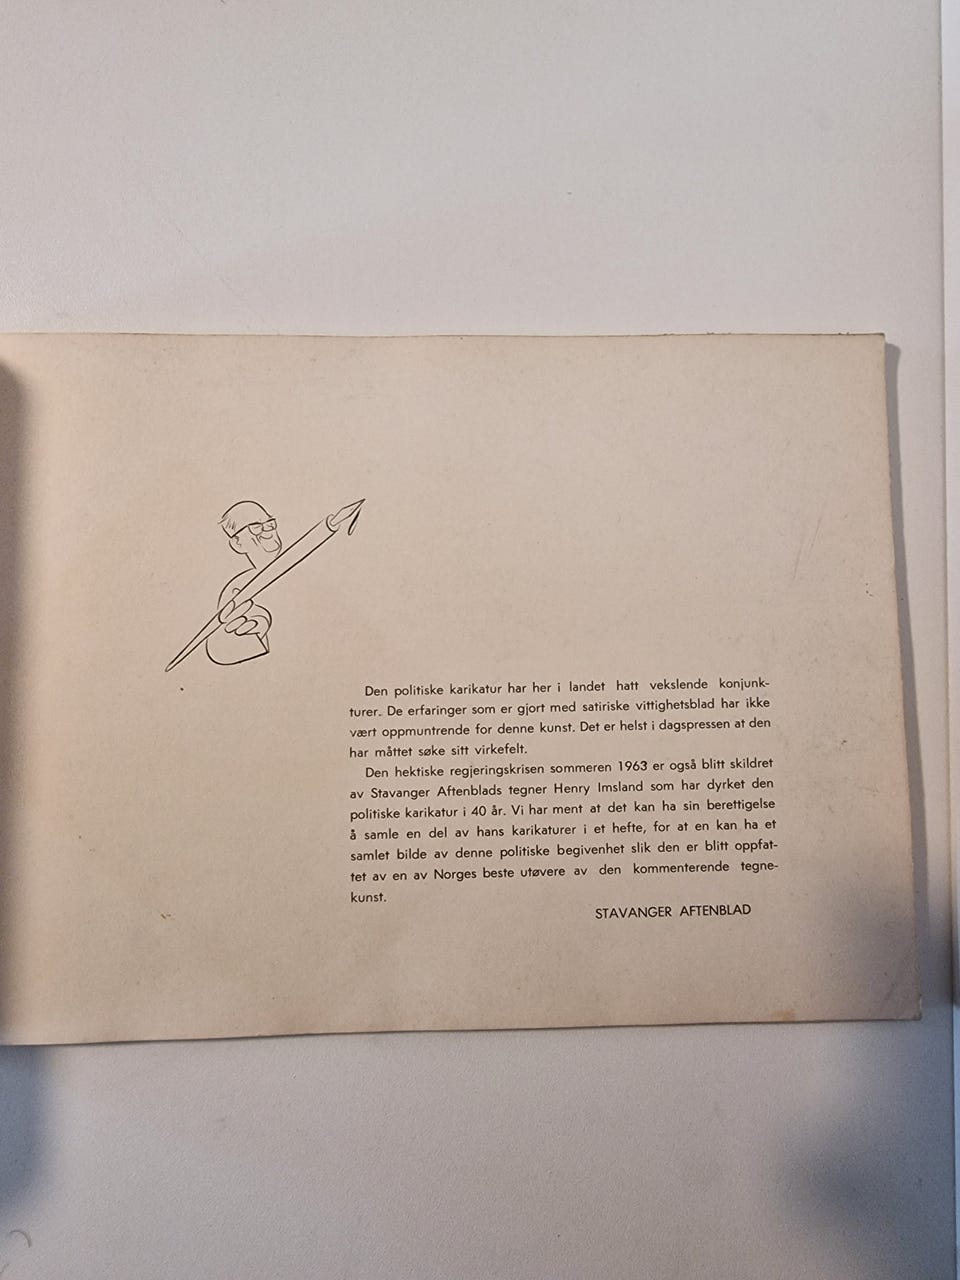 Den politiske karikatur har her i landet hatt vekslende konjunk-
turer. De erfaringer som er gjort med satiriske vittighetsblad har ikke
vært oppmuntrende for denne kunst. Det er helst i dagspressen at den
har måttet søke sitt virkefelt.
Den hektiske regjeringskrisen sommeren 1963 er også blitt skildret
av Stavanger Aftenblads tegner Henry Imsland som har dyrket den
politiske karikatur i 40 år. Vi har ment at det kan ha sin berettigelse
å samle en del av hans karikaturer i et hefte, for at en kan ha et
samlet bilde av denne politiske begivenhet slik den er blitt oppfat-
tet av en av Norges beste utøvere av den kommenterende tegne-
kunst.
STAVANGER AFTENBLAD